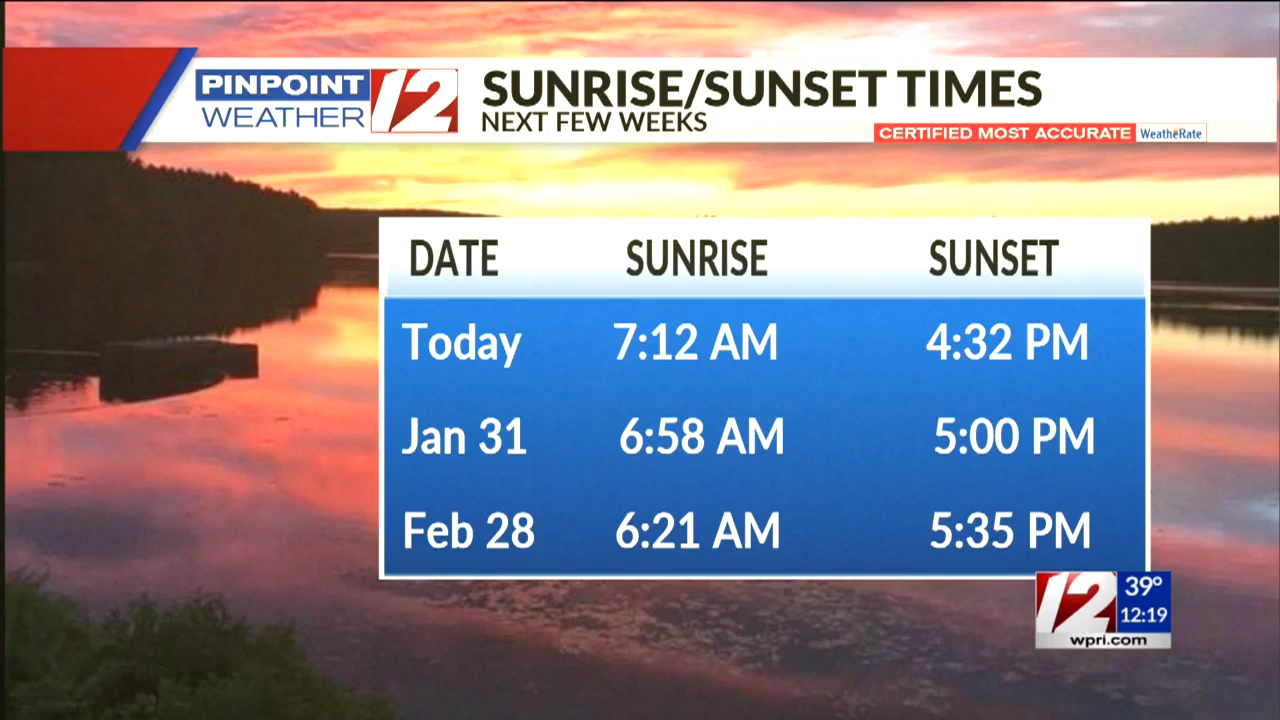 PINPOINT
WEATHER
12
SUNRISE/SUNSET TIMES
NEXT FEW WEEKS
CERTIFIED MOST ACCURATE WeatheRate
DATE SUNRISE SUNSET
Today 7:12 AM 4:32 PM
Jan 31 6:58 AM 5:00 PM
Feb 28 6:21 AM 5:35 PM
12 39°
12:19
wpri.com